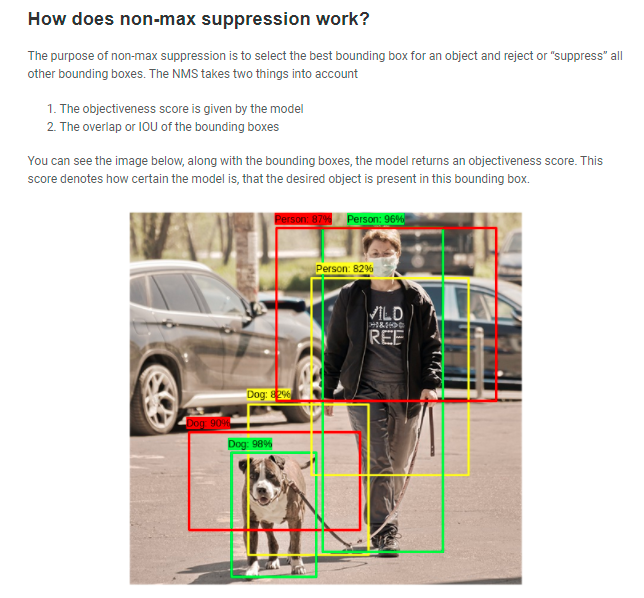 How does non-max suppression work?
The purpose of non-max suppression is to select the best bounding box for an object and reject or “suppress” all
other bounding boxes. The NMS takes two things into account
1. The objectiveness score is given by the model
2. The overlap or IOU of the bounding boxes
You can see the image below, along with the bounding boxes, the model returns an objectiveness score. This
score denotes how certain the model is, that the desired object is present in this bounding box.
Person: 87% Person: 96%
Person: 82%
VILD
REE
Dog: 82%
Dog: 90%
Dog: 98%